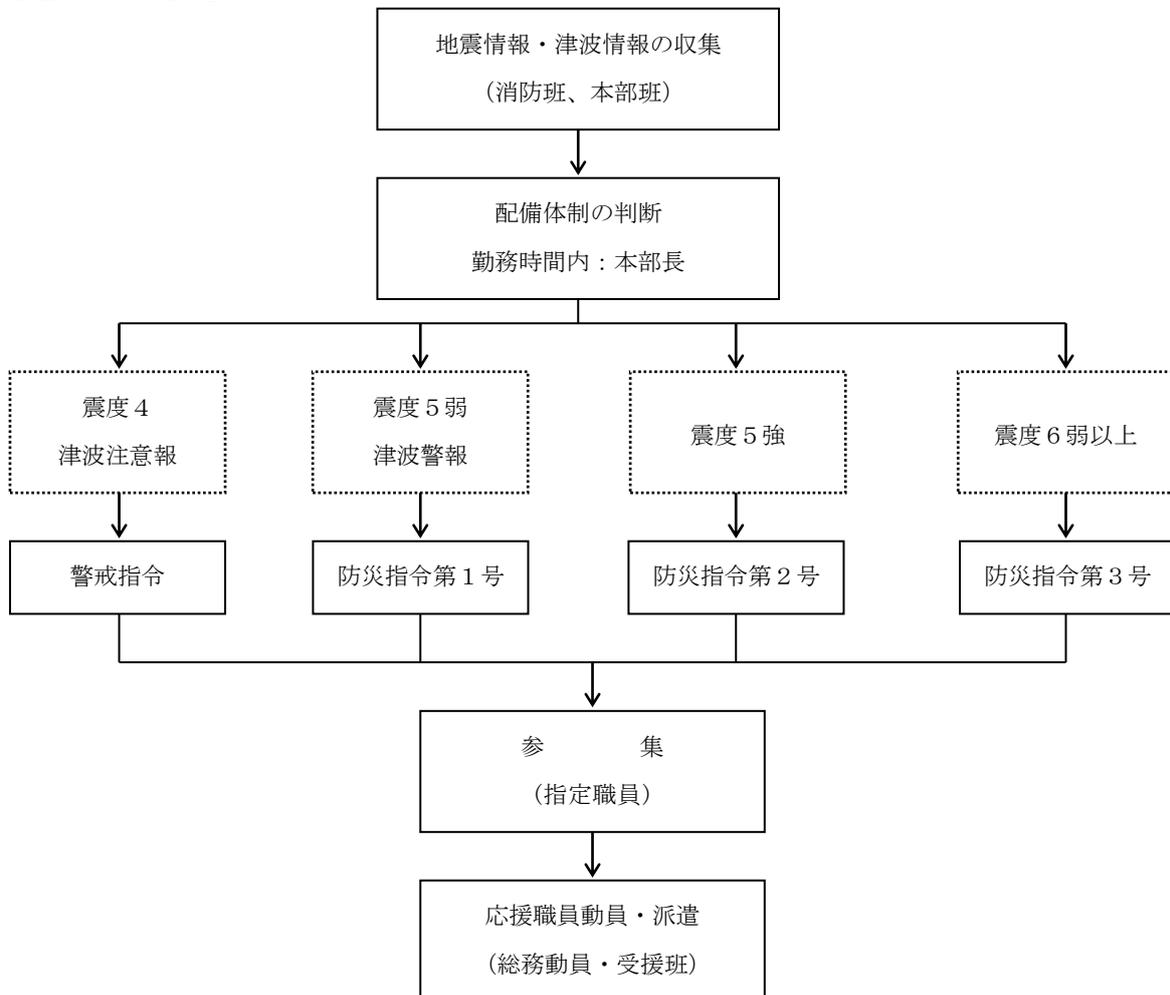 地震情報・津波情報の収集
（消防班、本部班）
配備体制の判断
勤務時間内：本部長
震度４
津波注意報
震度５弱
津波警報
震度５強
震度６弱以上
警戒指令
防災指令第１号
防災指令第２号
防災指令第３号
参　　　　集
（指定職員）
応援職員動員・派遣
（総務動員・受援班）